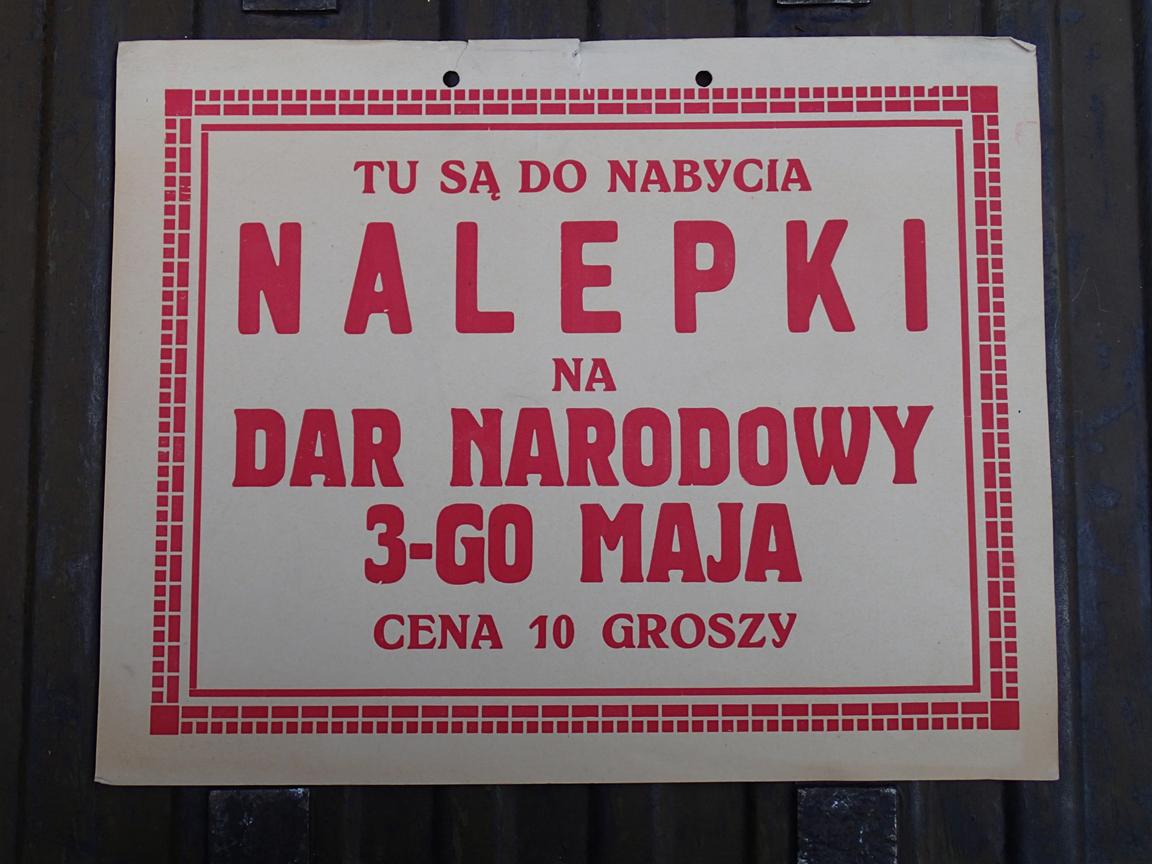 TU SĄ DO NABYCIA
NALEPKI
NA
DAR NARODOWY
3-GO MAJA
CENA 10 GROSZY